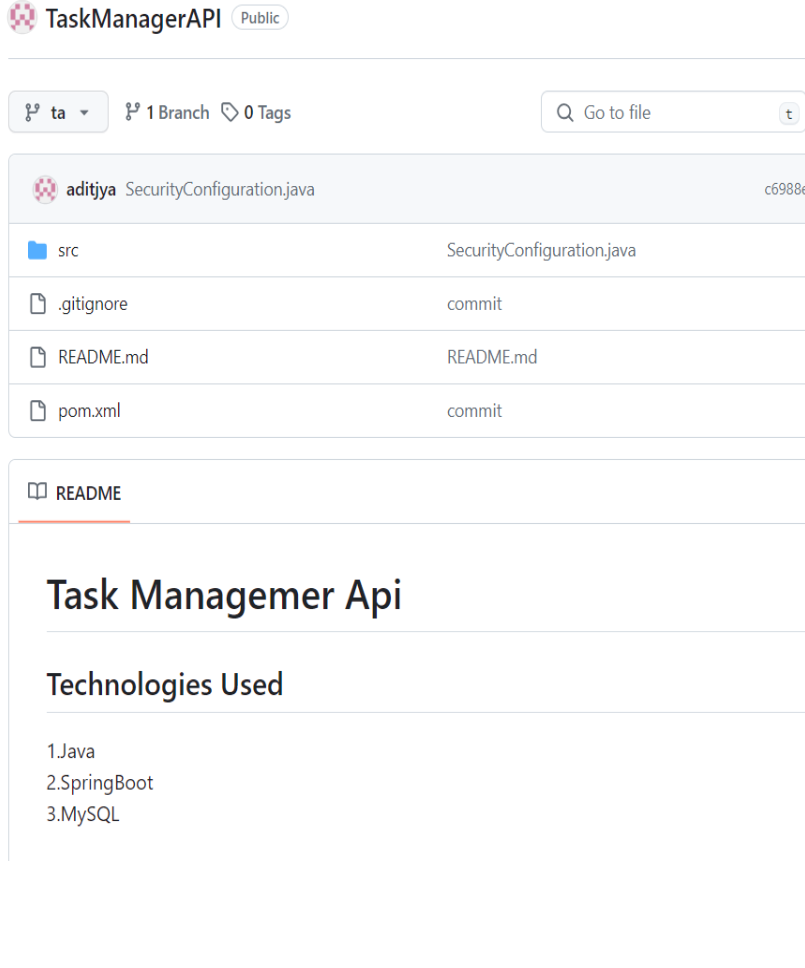 TaskManagerAPI Public
ta 1 Branch 0 Tags Go to file t
aditjya SecurityConfiguration.java c6988e
src SecurityConfiguration.java
.gitignore commit
README.md README.md
pom.xml commit
README
Task Managemer Api
Technologies Used
1.Java
2.SpringBoot
3.MySQL